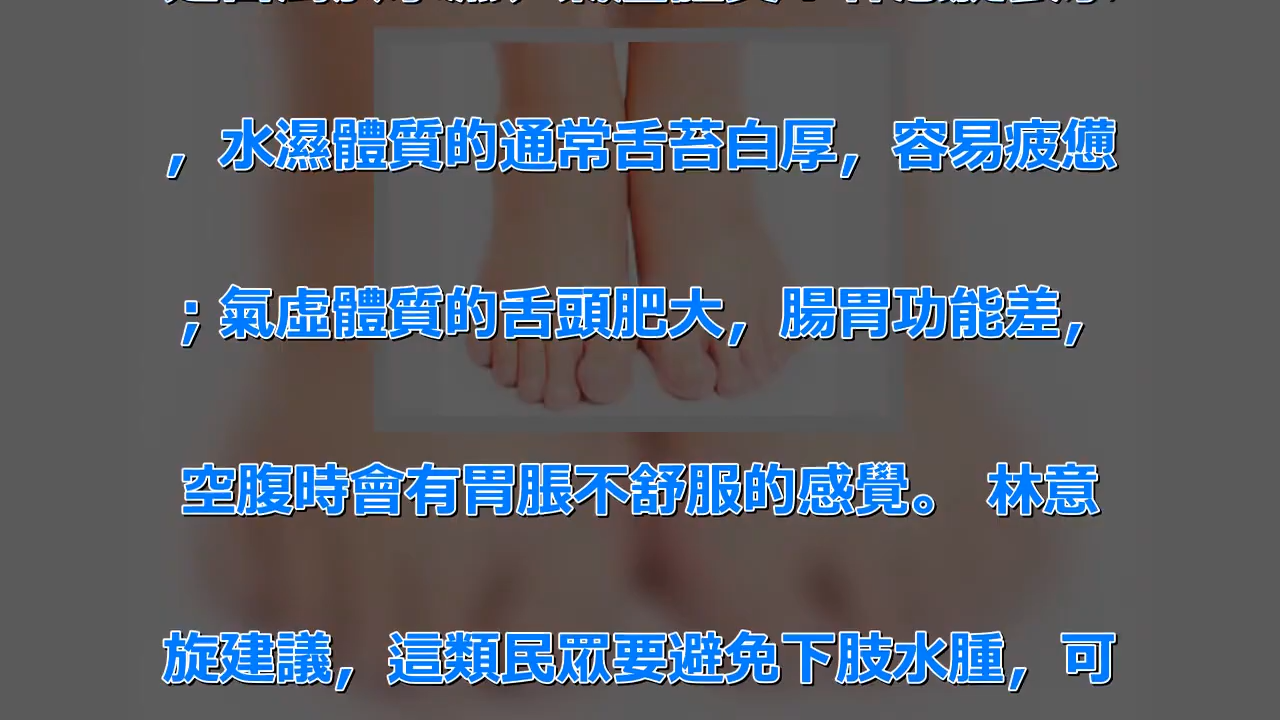 ，水濕體質的通常舌苔白厚，容易疲憊
；氣虛體質的舌頭肥大，腸胃功能差，
空腹時會有胃脹不舒服的感覺。 林意
旋建議，這類民眾要避免下肢水腫，可